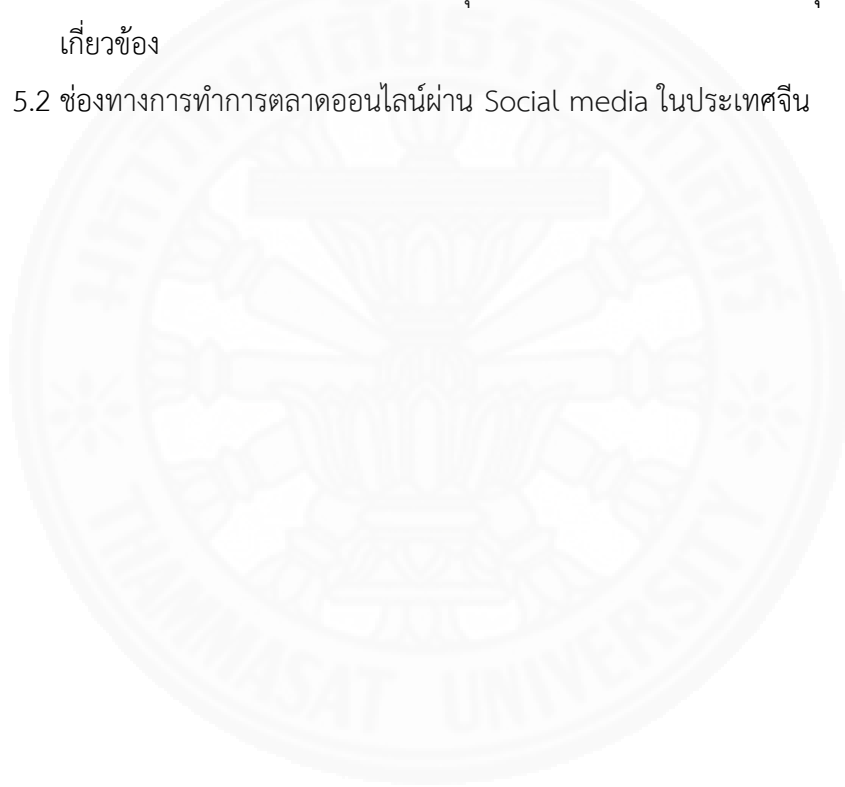 เกี่ยวข้อง
5.2 ช่องทางการทำการตลาดออนไลน์ผ่าน Social media ในประเทศจีน
THAMMASAT UNIVERSITY